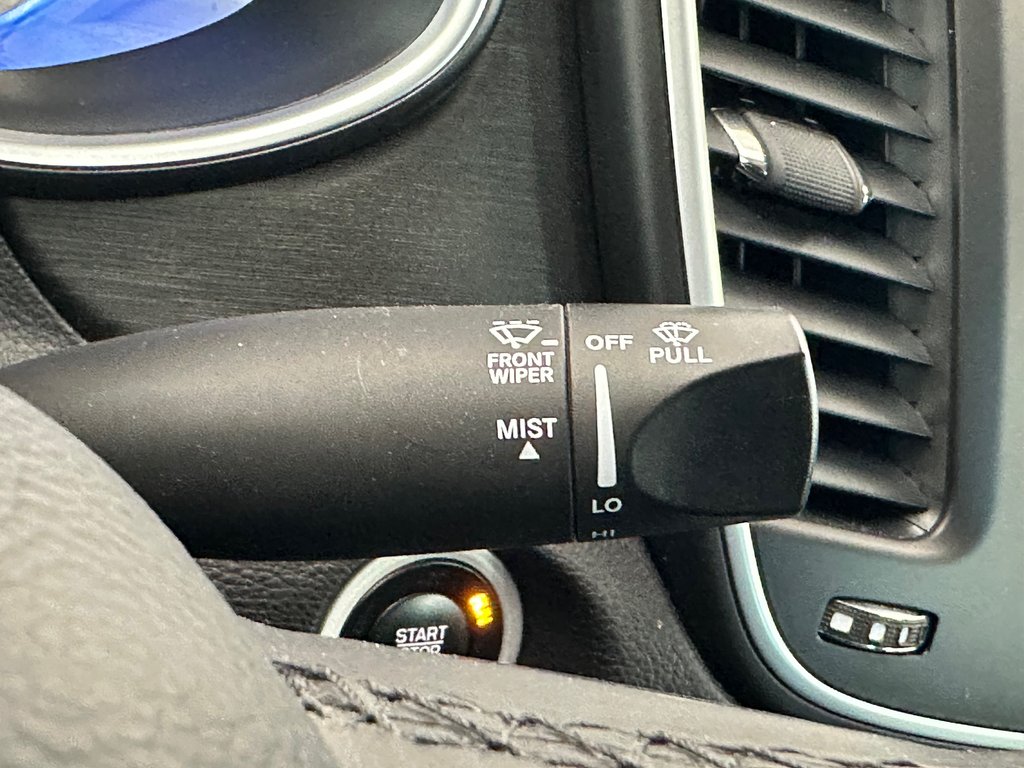 FRONT
WIPER
MIST
OFF
PULL
LO
START